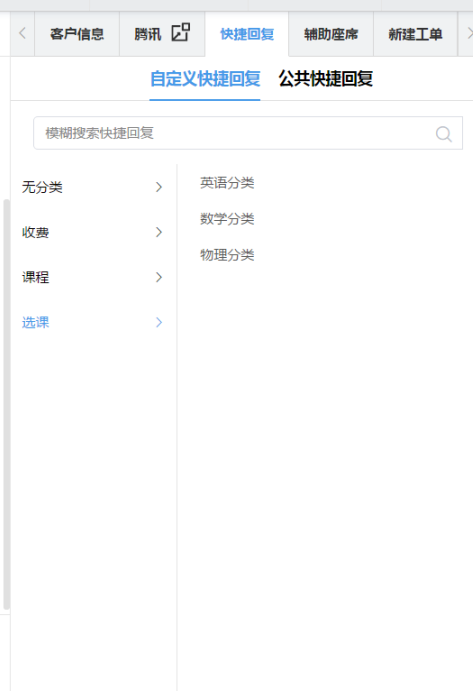 客户信息 腾讯 快捷回复 辅助座席 新建工单
自定义快捷回复 公共快捷回复
模糊搜索快捷回复
无分类
收费
课程
选课
英语分类
数学分类
物理分类